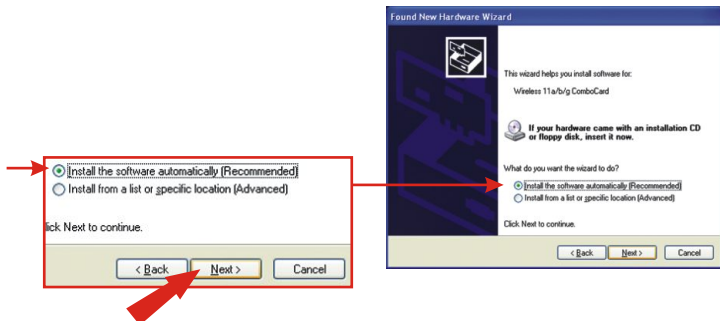 Found New Hardware Wizard
This wizard helps you install software for:
Wireless 11a/b/g ComboCard
If your hardware came with an installation CD
or floppy disk, insert it now.
What do you want the wizard to do?
Install the software automatically (Recommended)
Install from a list or specific location (Advanced)
Click Next to continue.
< Back Next > Cancel
Install the software automatically (Recommended)
Install from a list or specific location (Advanced)
lick Next to continue.
< Back Next > Cancel